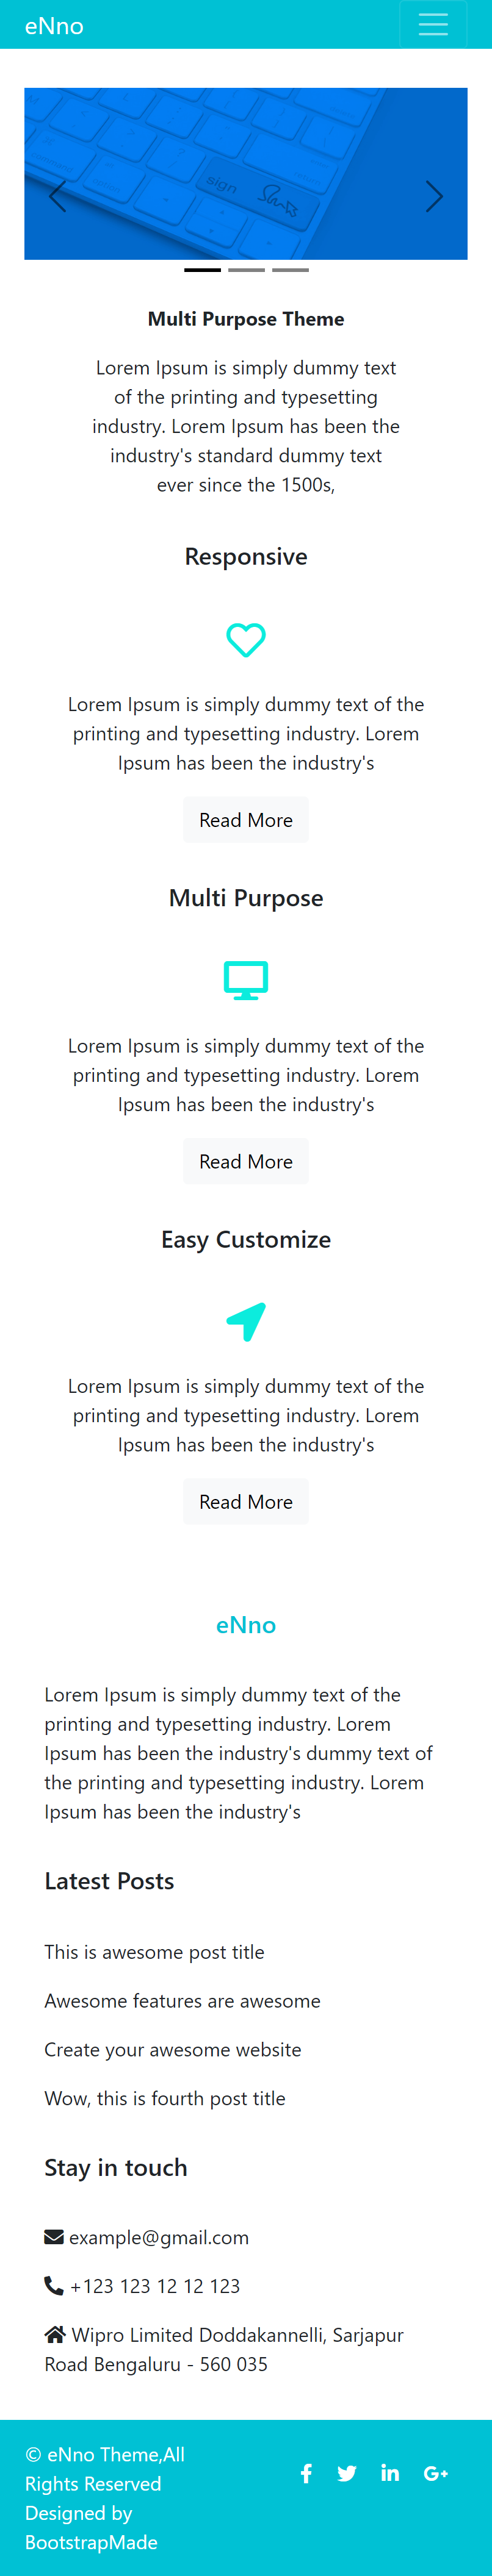 eNno
sign
Multi Purpose Theme
Lorem Ipsum is simply dummy text
of the printing and typesetting
industry. Lorem Ipsum has been the
industry's standard dummy text
ever since the 1500s,
Responsive
Lorem Ipsum is simply dummy text of the
printing and typesetting industry. Lorem
Ipsum has been the industry's
Read More
Multi Purpose
Lorem Ipsum is simply dummy text of the
printing and typesetting industry. Lorem
Ipsum has been the industry's
Read More
Easy Customize
Lorem Ipsum is simply dummy text of the
printing and typesetting industry. Lorem
Ipsum has been the industry's
Read More
eNno
Lorem Ipsum is simply dummy text of the
printing and typesetting industry. Lorem
Ipsum has been the industry's dummy text of
the printing and typesetting industry. Lorem
Ipsum has been the industry's
Latest Posts
This is awesome post title
Awesome features are awesome
Create your awesome website
Wow, this is fourth post title
Stay in touch
example@gmail.com
+123 123 12 12 123
Wipro Limited Doddakannelli, Sarjapur
Road Bengaluru - 560 035
© eNno Theme,All
Rights Reserved
Designed by
BootstrapMade